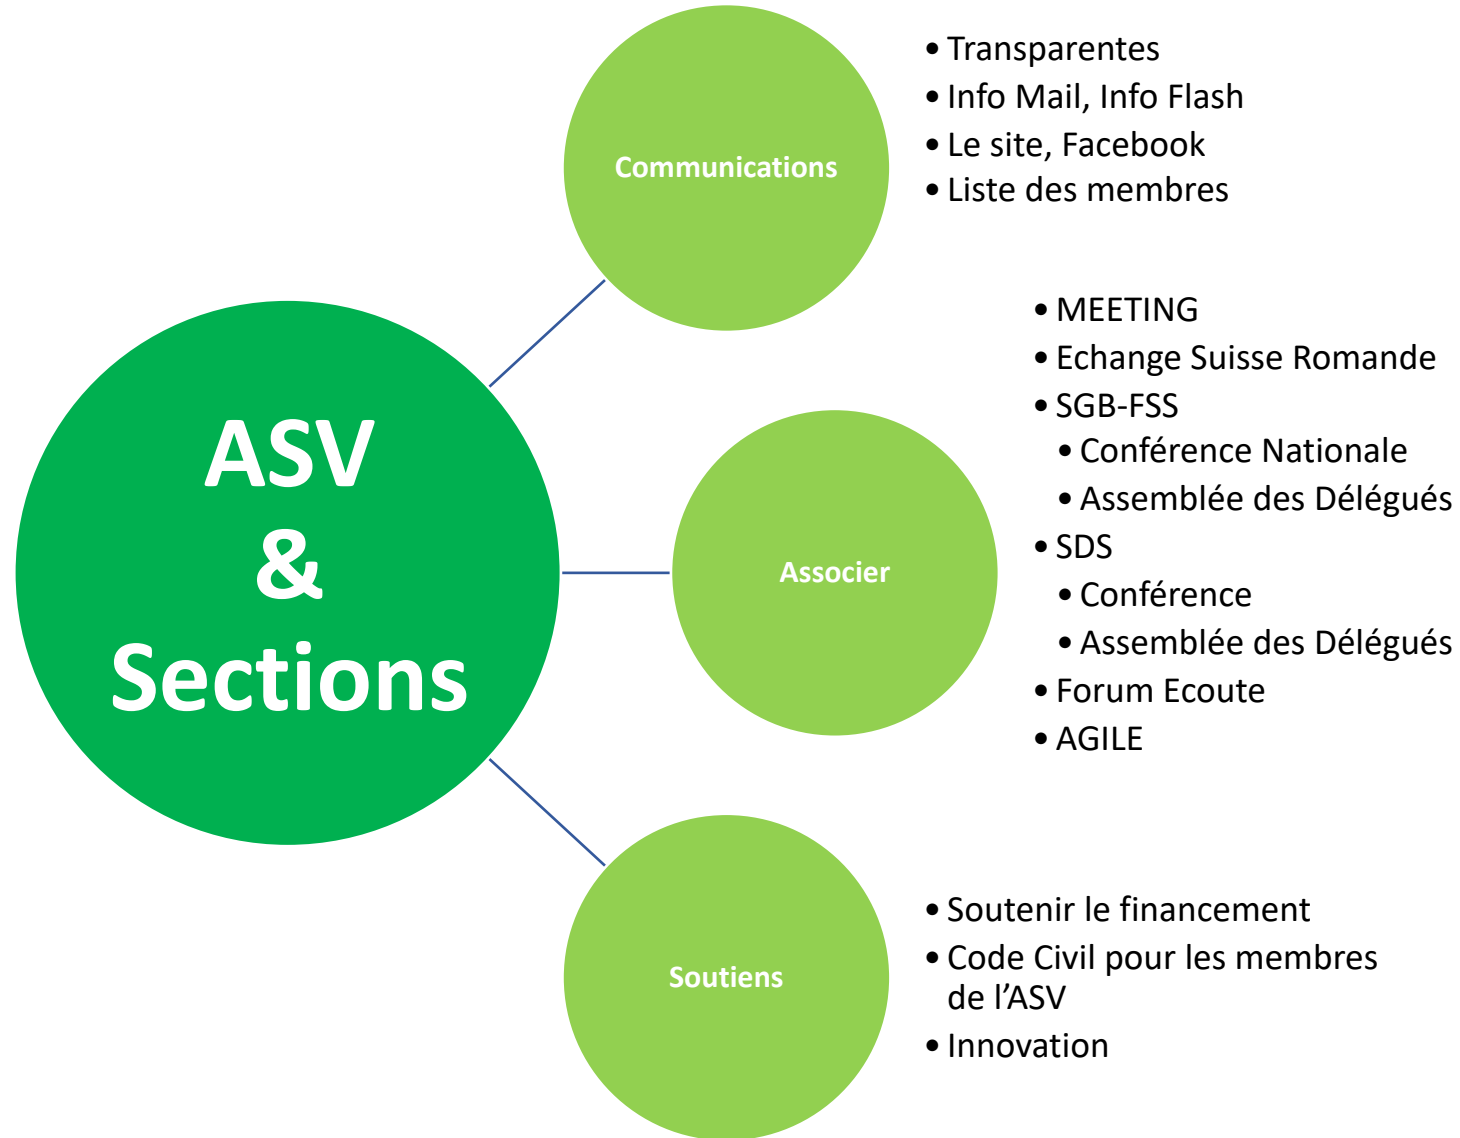 ASV
&
Sections
Communications
• Transparentes
• Info Mail, Info Flash
• Le site, Facebook
• Liste des membres
Associer
• MEETING
• Echange Suisse Romande
• SGB-FSS
• Conférence Nationale
• Assemblée des Délégués
• SDS
• Conférence
• Assemblée des Délégués
• Forum Ecoute
• AGILE
Soutiens
• Soutenir le financement
• Code Civil pour les membres
de l’ASV
• Innovation